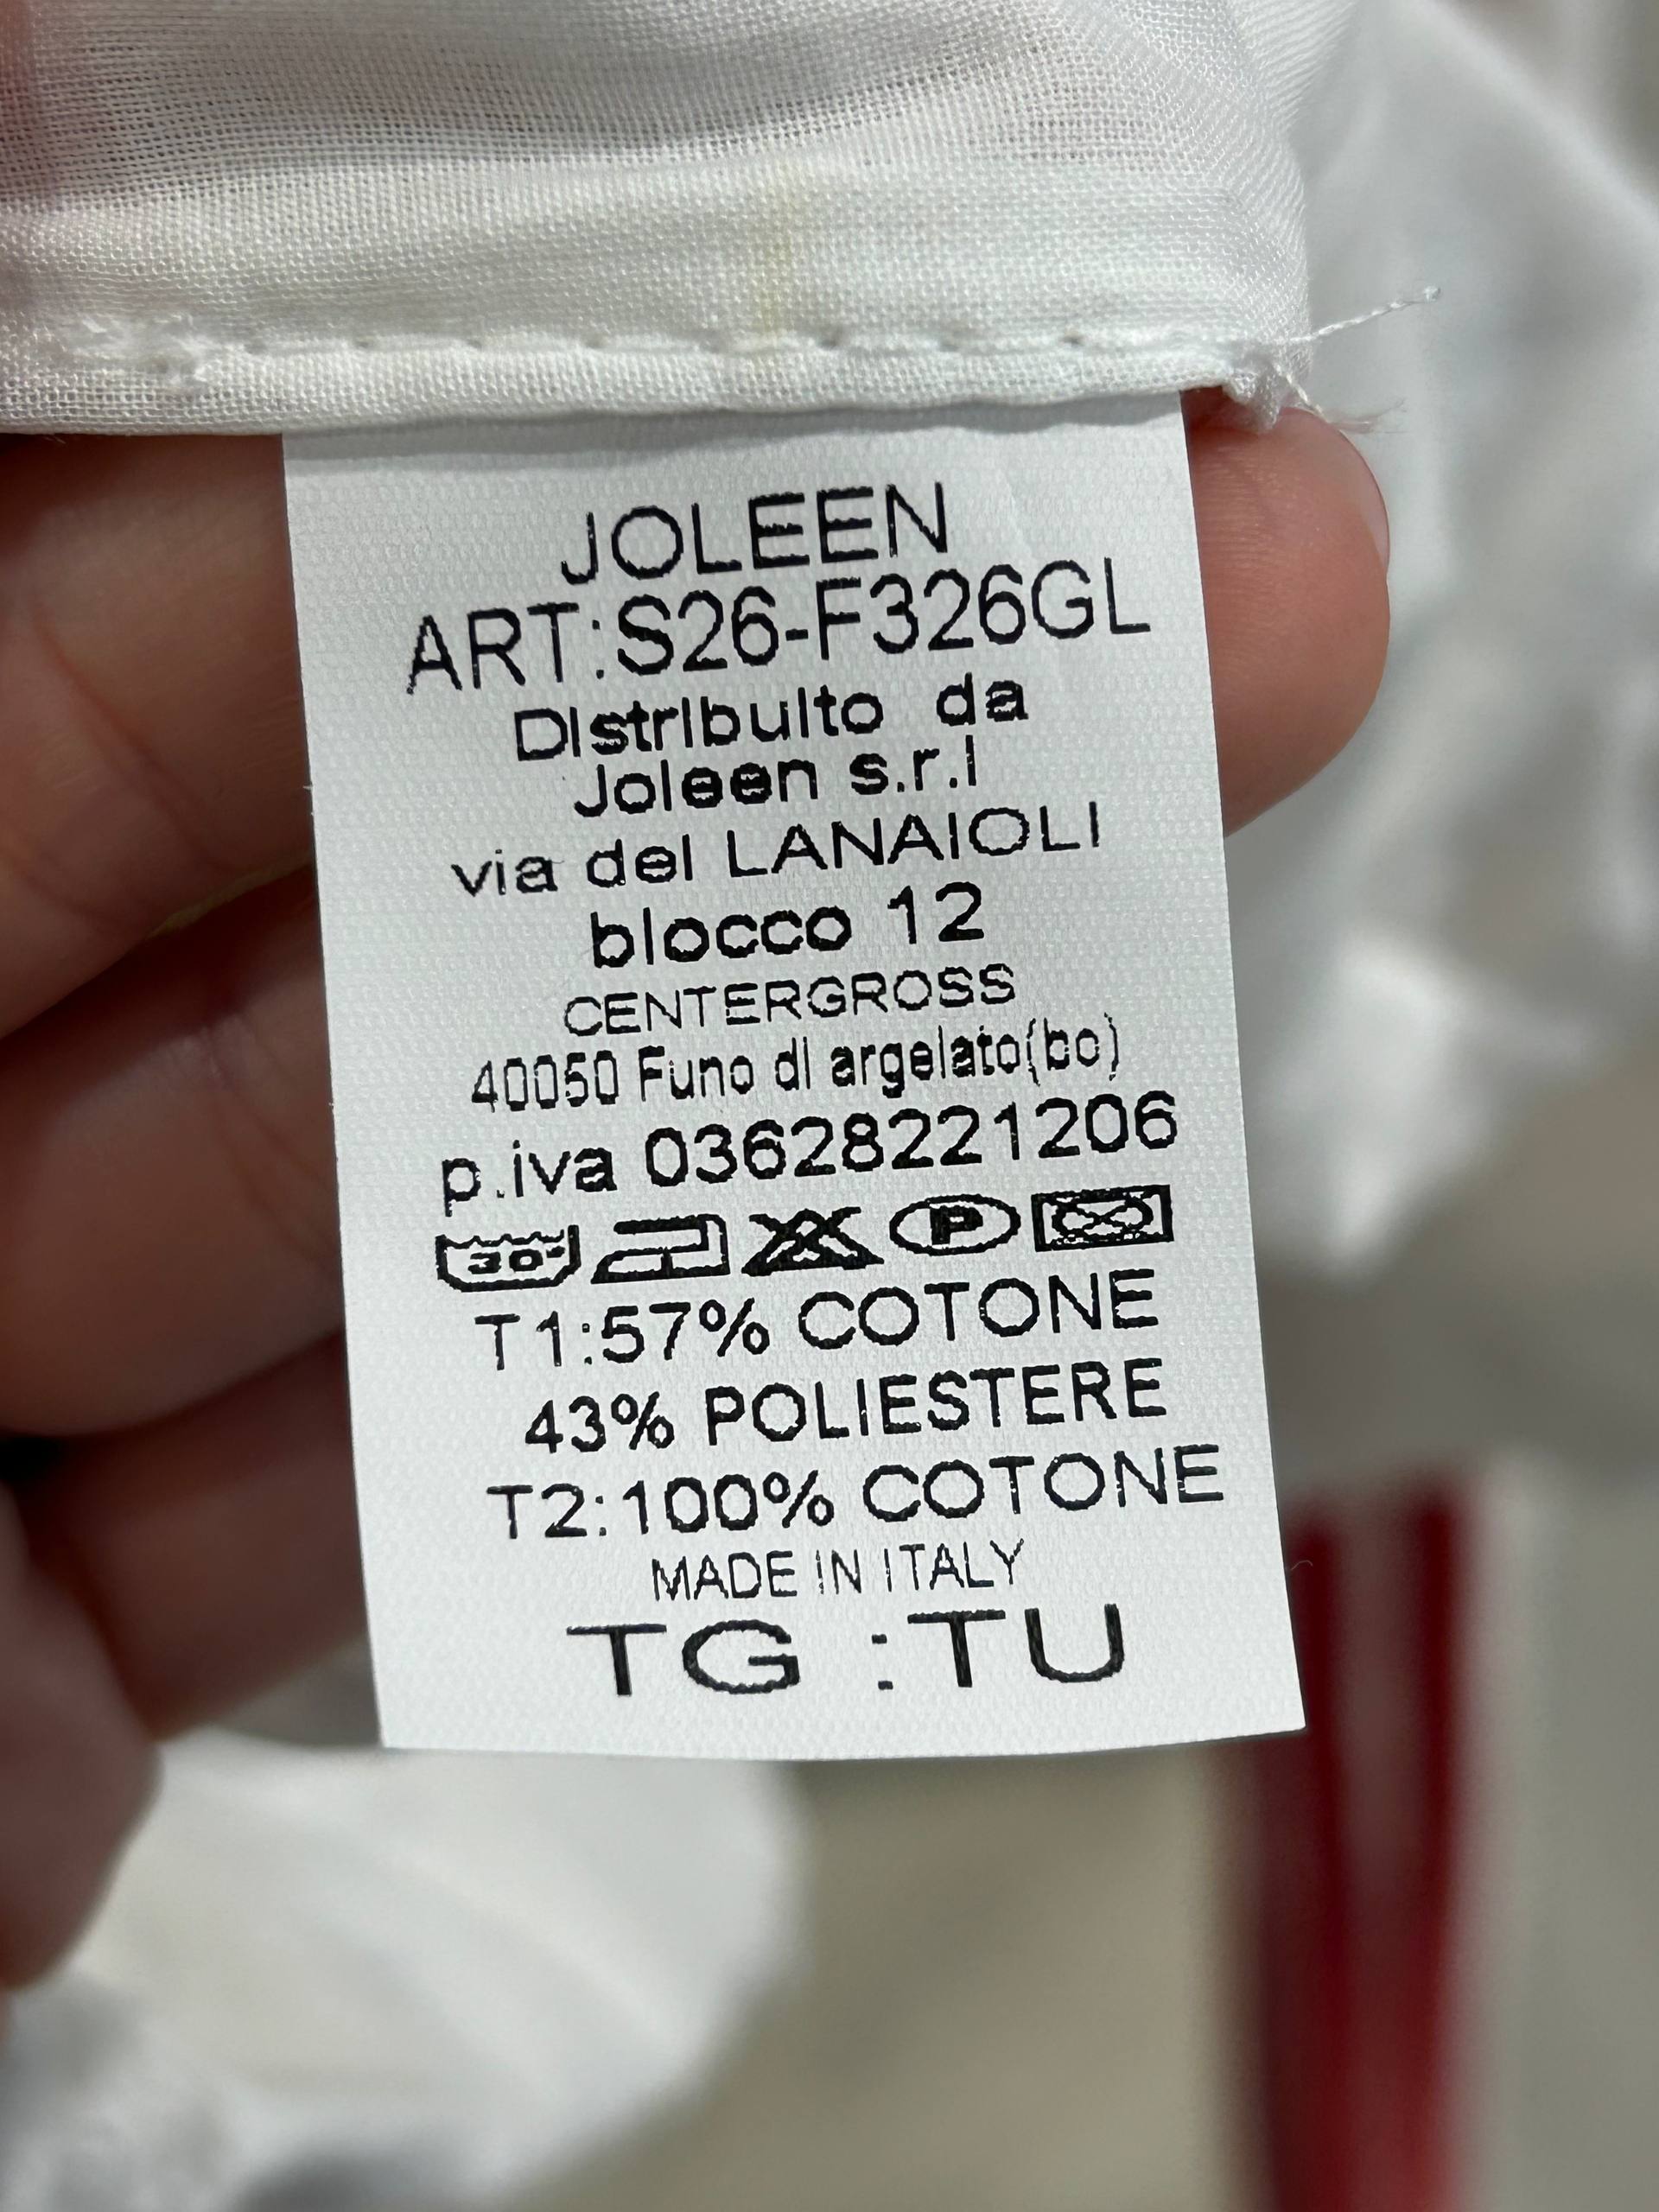 JOLEEN
ART:S26-F326GL
Distribuito da
Joleen s.r.l
via dei LANAIOLI
blocco 12
CENTERGROSS
40050 Funo di argelato(bo)
p.iva 03628221206
30° P
T1:57% COTONE
43% POLIESTERE
T2:100% COTONE
MADE IN ITALY
TG :TU